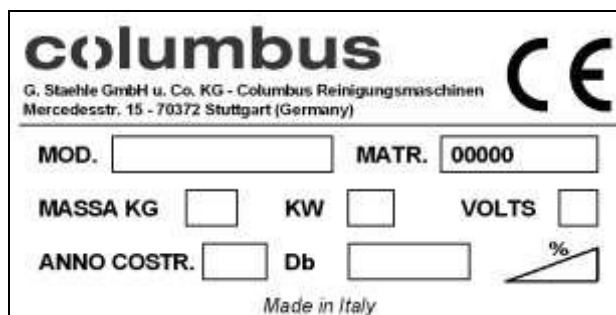 columbus
CE
G. Staehle GmbH u. Co. KG - Columbus Reinigungsmaschinen
Mercedesstr. 15 - 70372 Stuttgart (Germany)
MOD. MATR. 00000
MASSA KG KW VOLTS
ANNO COSTR. Db %
Made in Italy